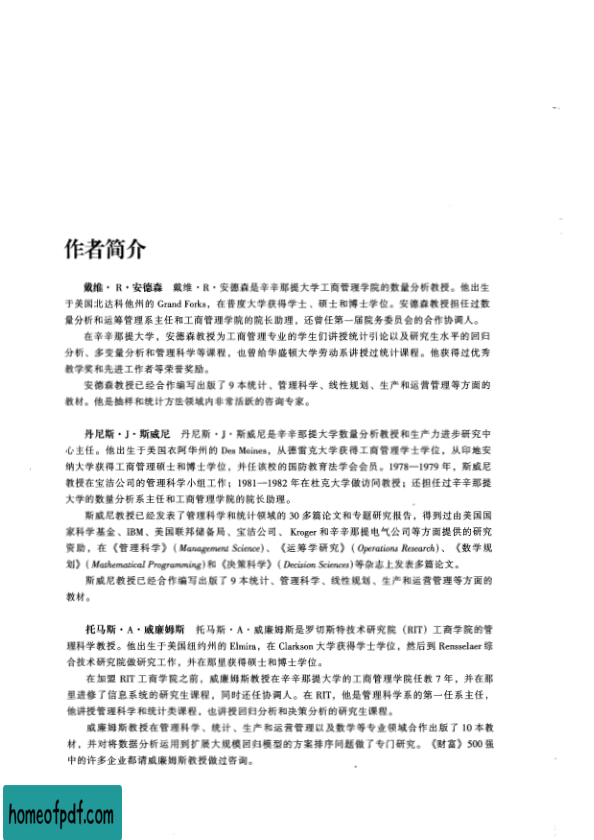 作者简介
戴维·R·安德森 戴维·R·安德森是辛辛那提大学工商管理学院的数量分析教授。他出生
于美国北达科他州的 Grand Forks，在普度大学获得学士、硕士和博士学位。安德森教授担任过数
量分析和运筹管理系主任和工商管理学院的院长助理，还曾任第一届院务委员会的合作协调人。
在辛辛那提大学，安德森教授为工商管理专业的学生们讲授统计引论以及研究生水平的回归
分析、多变量分析和管理科学等课程，也曾给华盛顿大学劳动系讲授过统计课程。他获得过优秀
教学奖和先进工作者等荣誉奖励。
安德森教授已经合作编写出版了 9 本统计、管理科学、线性规划、生产和运营管理等方面的
教材。他是抽样和统计方法领域内非常活跃的咨询专家。
丹尼斯·J·斯威尼 丹尼斯·J·斯威尼是辛辛那提大学数量分析教授和生产力进步研究中
心主任。他出生于美国衣阿华州的 Des Moines，从德雷克大学获得工商管理学士学位，从印地安
纳大学获得工商管理硕士和博士学位，并任该校的国防教育法学会会员。1978—1979 年，斯威尼
教授在宝洁公司的管理科学小组工作；1981—1982 年在杜克大学做访问教授；还担任过辛辛那提
大学的数量分析系主任和工商管理学院的院长助理。
斯威尼教授已经发表了管理科学和统计领域的 30 多篇论文和专题研究报告，得到过由美国国
家科学基金、IBM、美国联邦储备局、宝洁公司、 Kroger 和辛辛那提电气公司等方面提供的研究
资助，在《管理科学》( Management Science)、《运筹学研究》( Operations Research)、《数学规
划》( Mathematical Programming)和《决策科学》( Decision Sciences)等杂志上发表多篇论文。
斯威尼教授已经合作编写出版了 9 本统计、管理科学、线性规划、生产和运营管理等方面的
教材。
托马斯·A·威廉姆斯 托马斯·A·威廉姆斯是罗切斯特技术研究院（RIT）工商学院的管
理科学教授。他出生于美国纽约州的 Elmira，在 Clarkson 大学获得学士学位，然后到 Rensselaer 综
合技术研究院做研究工作，并在那里获得硕士和博士学位。
在加盟 RIT 工商学院之前，威廉姆斯教授在辛辛那提大学的工商管理学院任教 7 年，并在那
里进修了信息系统的研究生课程，同时还任协调人。在 RIT，他是管理科学系的第一任系主任，
他讲授管理科学和统计类课程，也讲授回归分析和决策分析的研究生课程。
威廉姆斯教授在管理科学、统计、生产和运营管理以及数学等专业领域合作出版了 10 本教
材，并对将数据分析运用到扩展大规模回归模型的方案排序问题做了专门研究。《财富》500 强
中的许多企业都请威廉姆斯教授做过咨询。
homeofpdf.com